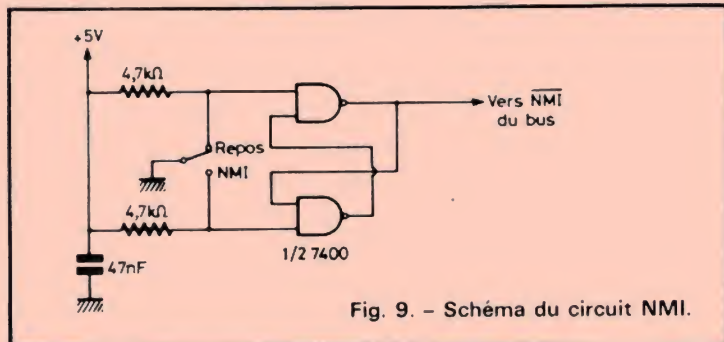 +5V
4,7kΩ
Vers N̅M̅I̅
du bus
Repos
NMI
4,7kΩ
1/2 7400
47nF
Fig. 9. – Schéma du circuit NMI.